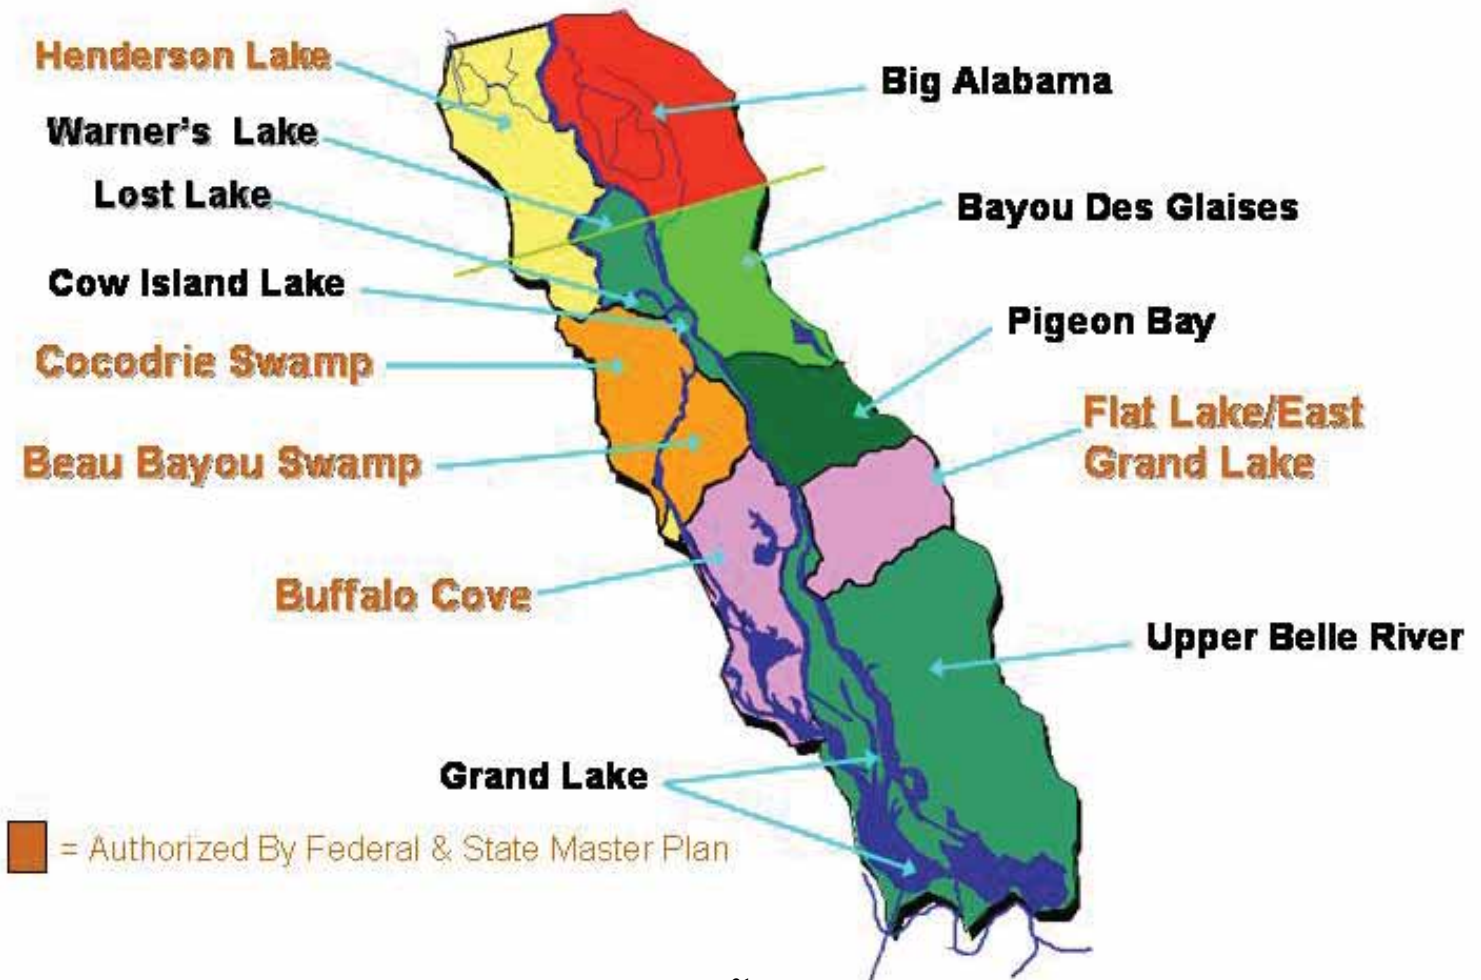 Henderson Lake
Big Alabama
Warner's Lake
Lost Lake
Bayou Des Glaises
Cow Island Lake
Pigeon Bay
Cocodrie Swamp
Flat Lake/East
Grand Lake
Beau Bayou Swamp
Buffalo Cove
Upper Belle River
Grand Lake
= Authorized By Federal & State Master Plan